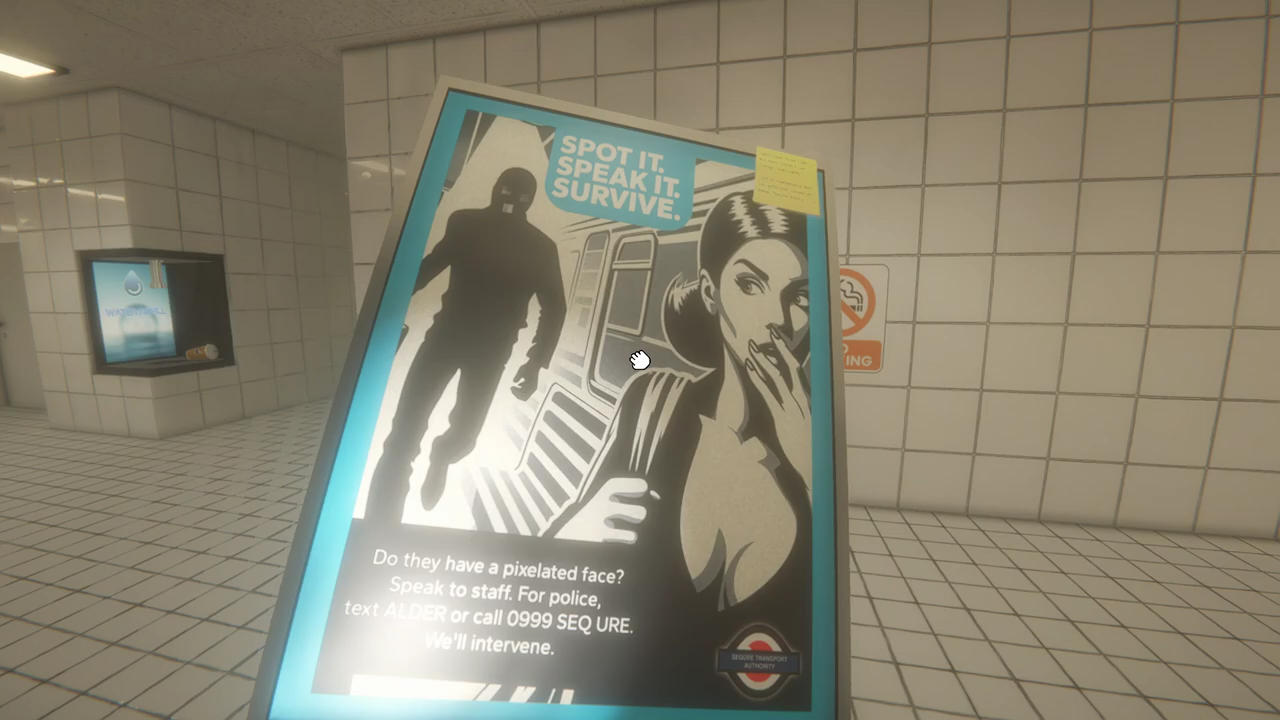 SPOT IT.
SPEAK IT.
SURVIVE.
Do they have a pixelated face?
Speak to staff. For police,
text ALDER or call 0999 SEQ URE.
We'll intervene.
SEQUIRE TRANSPORT
AUTHORITY